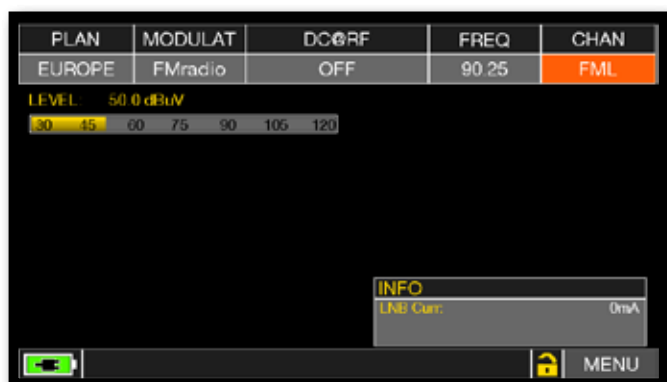 PLAN MODULAT DC@RF FREQ CHAN
EUROPE FMradio OFF 90.25 FML
LEVEL: 50.0 dBuV
30 45 60 75 90 105 120
INFO
LNB Curr: 0mA
MENU